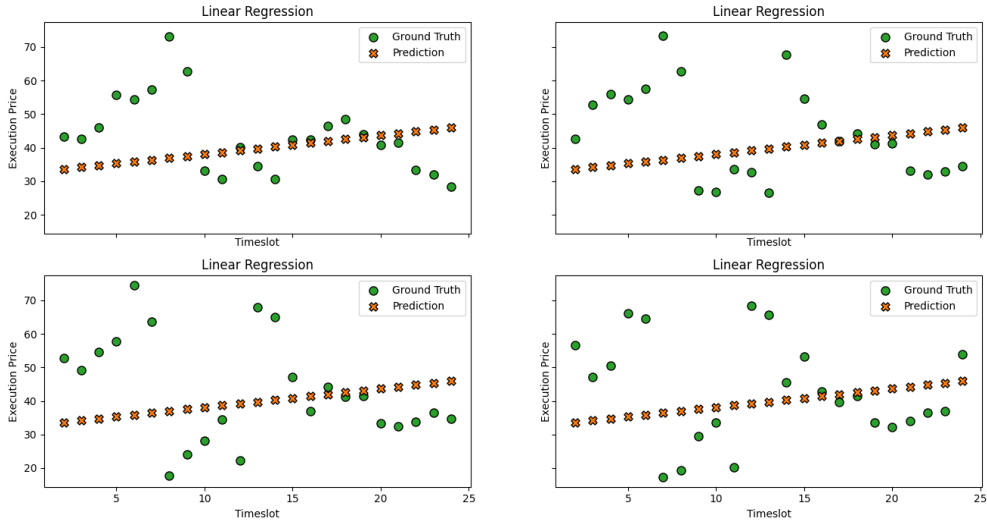 Linear Regression
Execution Price
70
60
50
40
30
20
Ground Truth
Prediction
Timeslot
Linear Regression
Execution Price
Ground Truth
Prediction
Timeslot
Linear Regression
Execution Price
70
60
50
40
30
20
Ground Truth
Prediction
5 10 15 20 25
Timeslot
Linear Regression
Execution Price
Ground Truth
Prediction
5 10 15 20 25
Timeslot